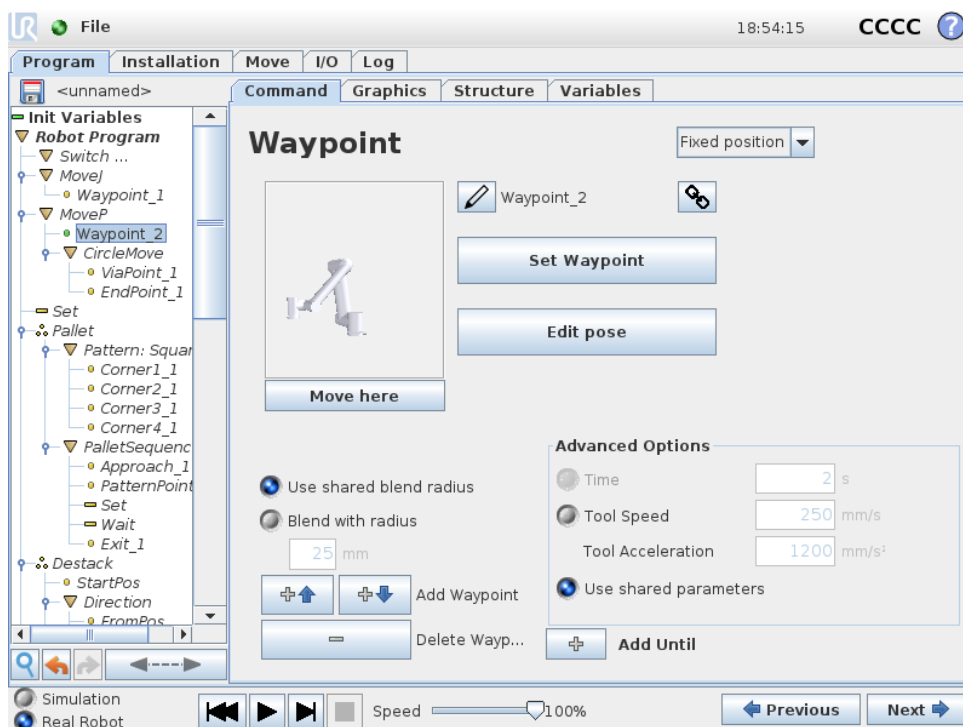 UR File 18:54:15 CCCC ?
Program Installation Move I/O Log
<unnamed> Command Graphics Structure Variables
Init Variables
Robot Program
Switch ...
MoveJ
Waypoint_1
MoveP
Waypoint_2
CircleMove
ViaPoint_1
EndPoint_1
Set
Pallet
Pattern: Squar
Corner1_1
Corner2_1
Corner3_1
Corner4_1
PalletSequenc
Approach_1
PatternPoint
Set
Wait
Exit_1
Destack
StartPos
Direction
FromPos
Waypoint
Fixed position
Waypoint_2
Set Waypoint
Edit pose
Move here
Use shared blend radius
Blend with radius
25 mm
Add Waypoint
Delete Wayp...
Advanced Options
Time 2 s
Tool Speed 250 mm/s
Tool Acceleration 1200 mm/s²
Use shared parameters
Add Until
Simulation
Real Robot
Speed 100%
Previous Next